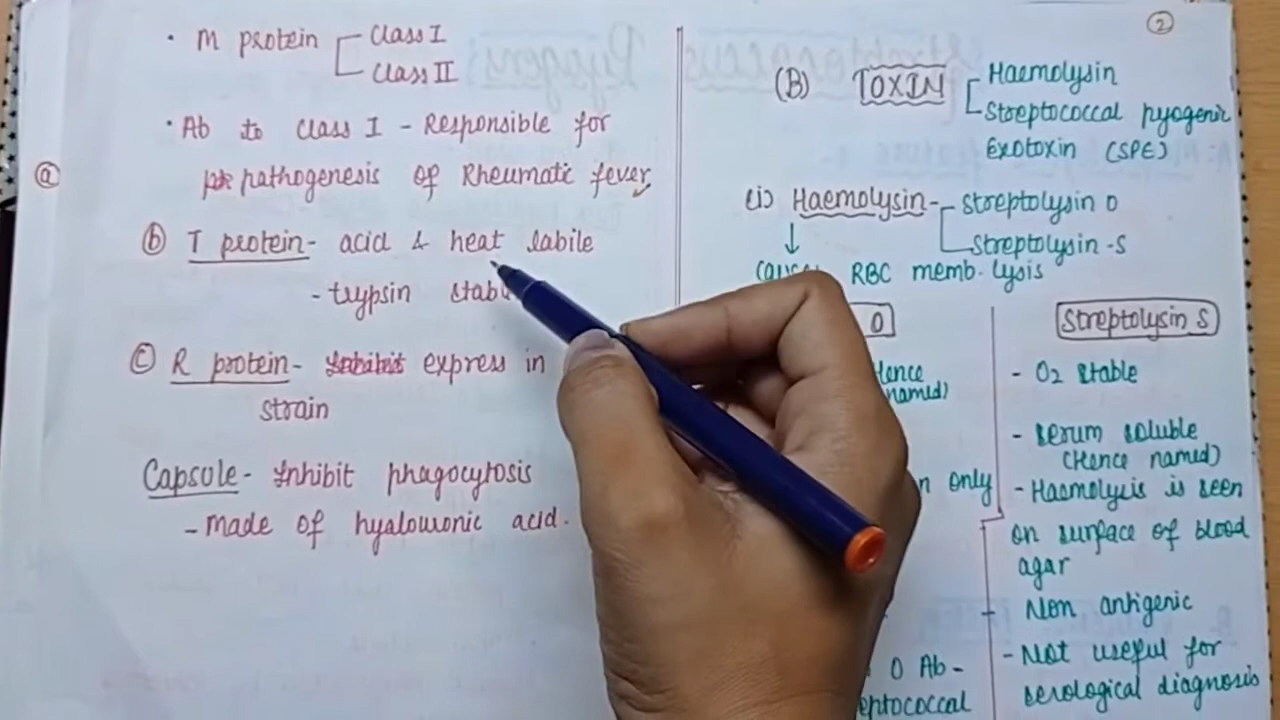 ②
· M protein Class I
Class II
· Ab to class I - Responsible for
ⓐ pathogenesis of Rheumatic fever
ⓑ T protein - acid & heat labile
- trypsin
ⓒ R protein - express in
strain
Capsule - Inhibit phagocytosis
- Made of hyalouronic acid.
(B) TOXIN Haemolysin
Streptococcal pyogenic
Exotoxin (SPE)
(i) Haemolysin - Streptolysin O
Streptolysin - S
RBC memb. lysis
O
Hence
named)
only
O Ab -
Streptolysin S
- O2 stable
- Serum soluble
(Hence named)
- Haemolysis is seen
on surface of blood
agar
- Non antigenic
- Not useful for
serological diagnosis